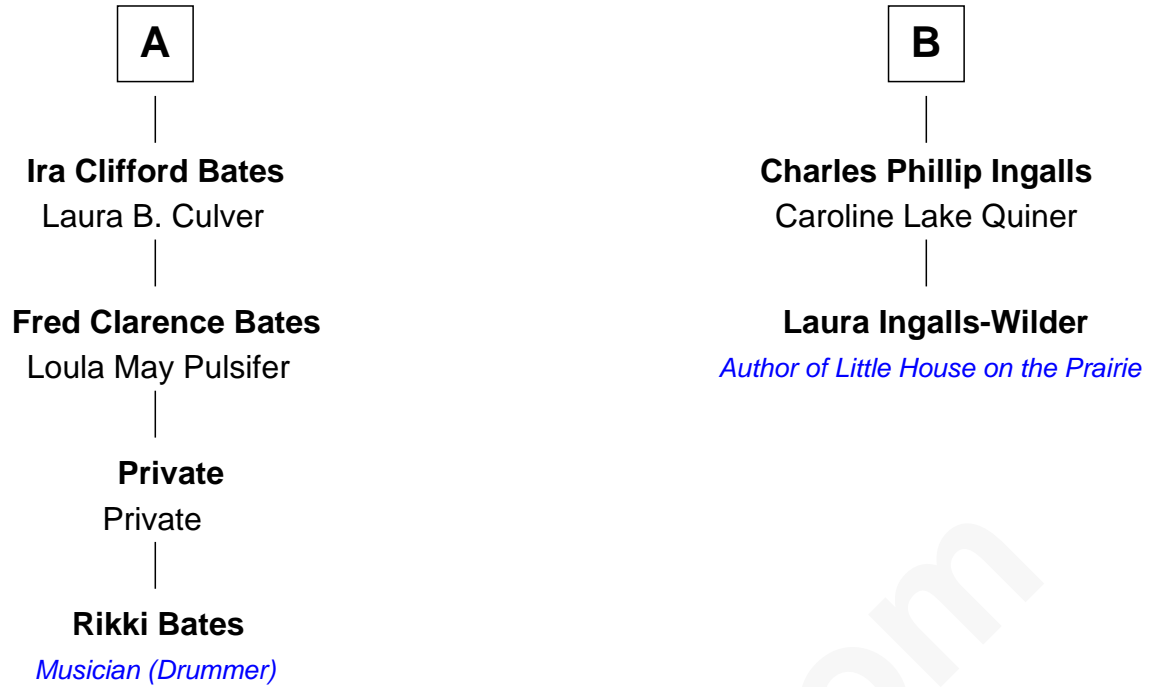 A
Ira Clifford Bates
Laura B. Culver
Fred Clarence Bates
Loula May Pulsifer
Private
Private
Rikki Bates
Musician (Drummer)
B
Charles Phillip Ingalls
Caroline Lake Quiner
Laura Ingalls-Wilder
Author of Little House on the Prairie
om